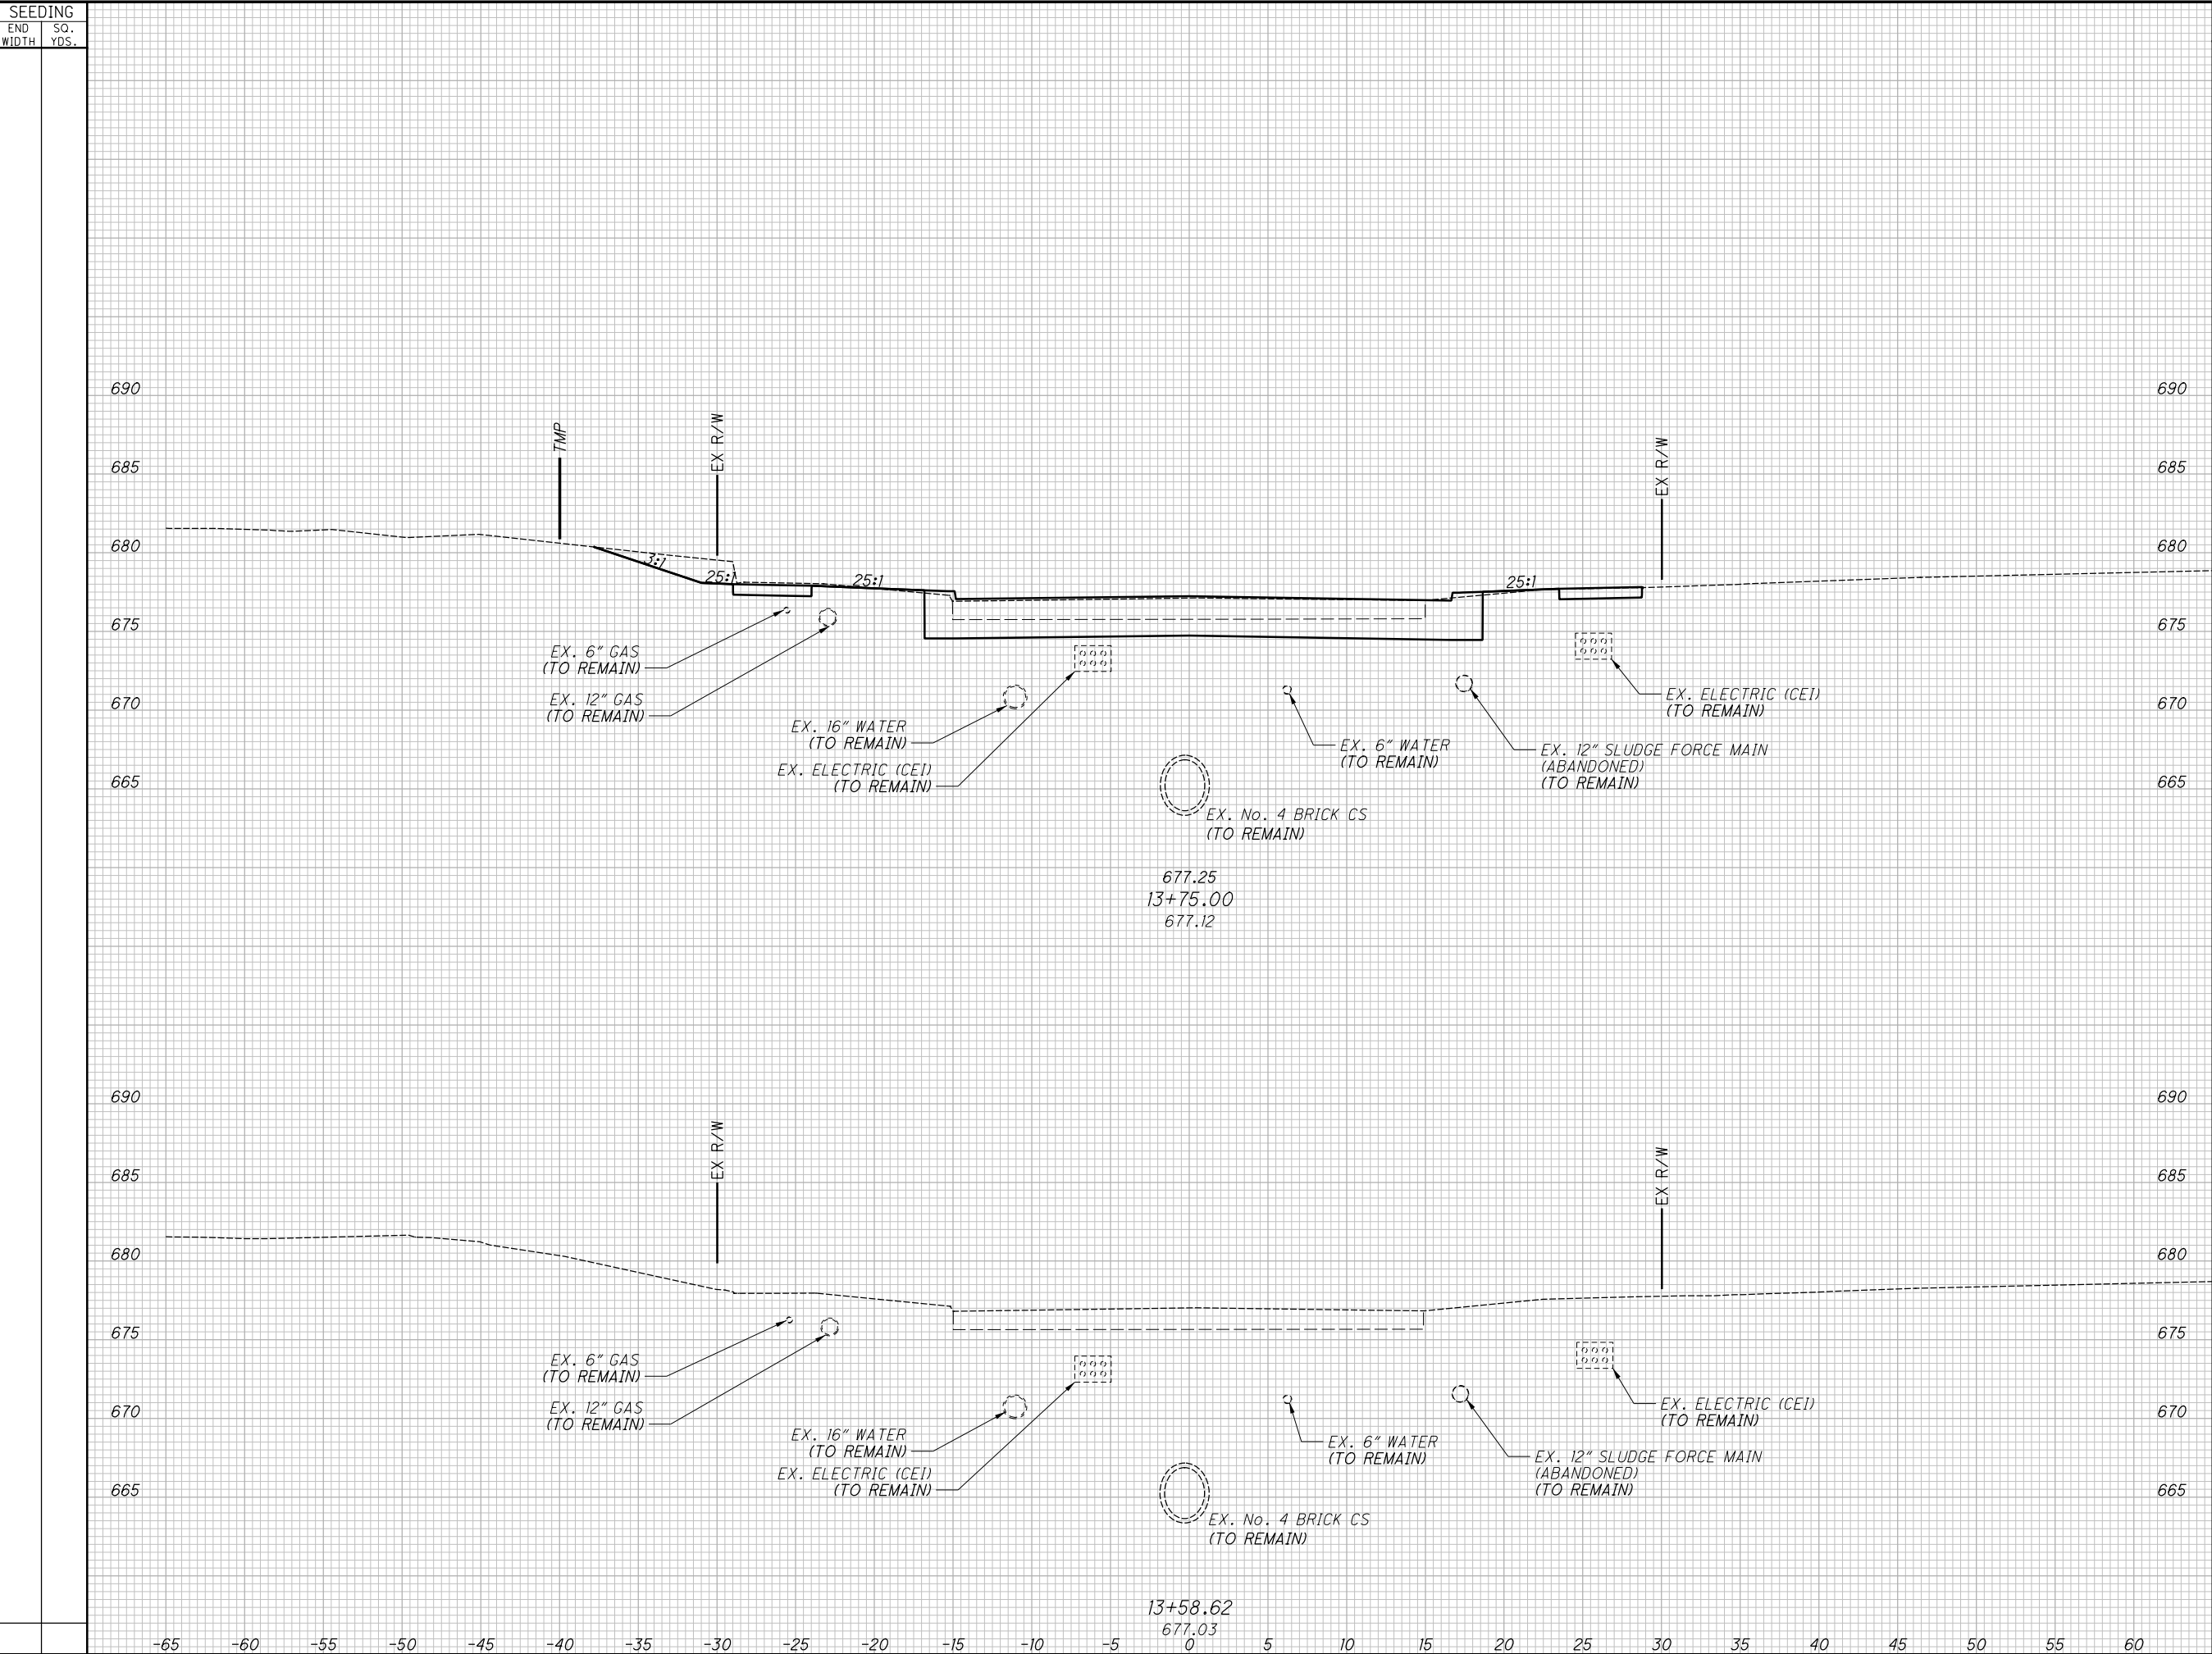 SEEDING
END WIDTH
SQ. YDS.
690
690
TMP
EX R/W
EX R/W
685
685
680
680
3:1
25:1
25:1
25:1
675
675
EX. 6" GAS
(TO REMAIN)
EX. 12" GAS
(TO REMAIN)
670
670
EX. 16" WATER
(TO REMAIN)
EX. ELECTRIC (CEI)
(TO REMAIN)
EX. 6" WATER
(TO REMAIN)
EX. 12" SLUDGE FORCE MAIN
(ABANDONED)
(TO REMAIN)
EX. ELECTRIC (CEI)
(TO REMAIN)
665
665
EX. No. 4 BRICK CS
(TO REMAIN)
677.25
13+75.00
677.12
690
690
EX R/W
EX R/W
685
685
680
680
675
675
EX. 6" GAS
(TO REMAIN)
EX. 12" GAS
(TO REMAIN)
670
670
EX. 16" WATER
(TO REMAIN)
EX. ELECTRIC (CEI)
(TO REMAIN)
EX. 6" WATER
(TO REMAIN)
EX. 12" SLUDGE FORCE MAIN
(ABANDONED)
(TO REMAIN)
EX. ELECTRIC (CEI)
(TO REMAIN)
665
665
EX. No. 4 BRICK CS
(TO REMAIN)
13+58.62
677.03
-65 -60 -55 -50 -45 -40 -35 -30 -25 -20 -15 -10 -5 0 5 10 15 20 25 30 35 40 45 50 55 60